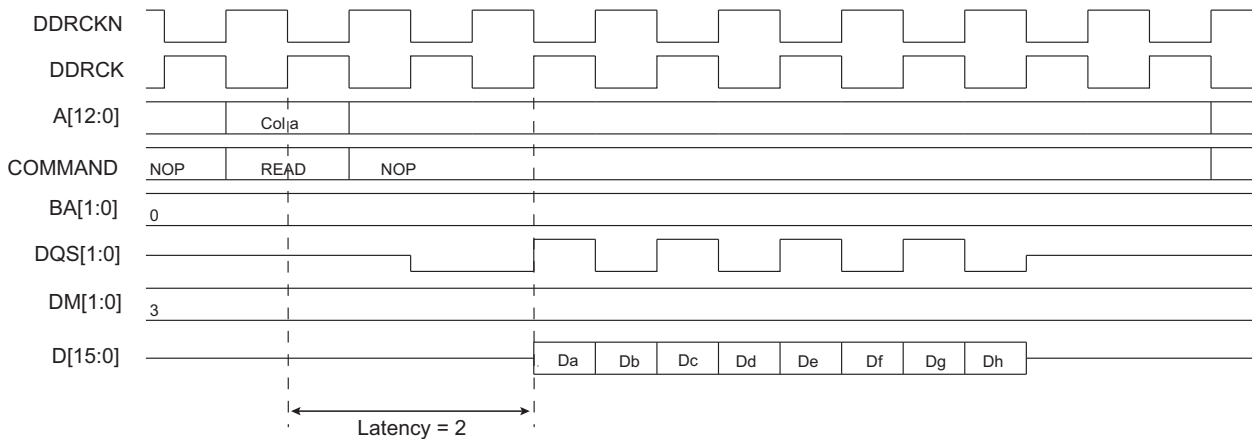 DDRCKN
DDRCK
A[12:0]
Col a
COMMAND
NOP READ NOP
BA[1:0]
0
DQS[1:0]
DM[1:0]
3
D[15:0]
Da Db Dc Dd De Df Dg Dh
Latency = 2